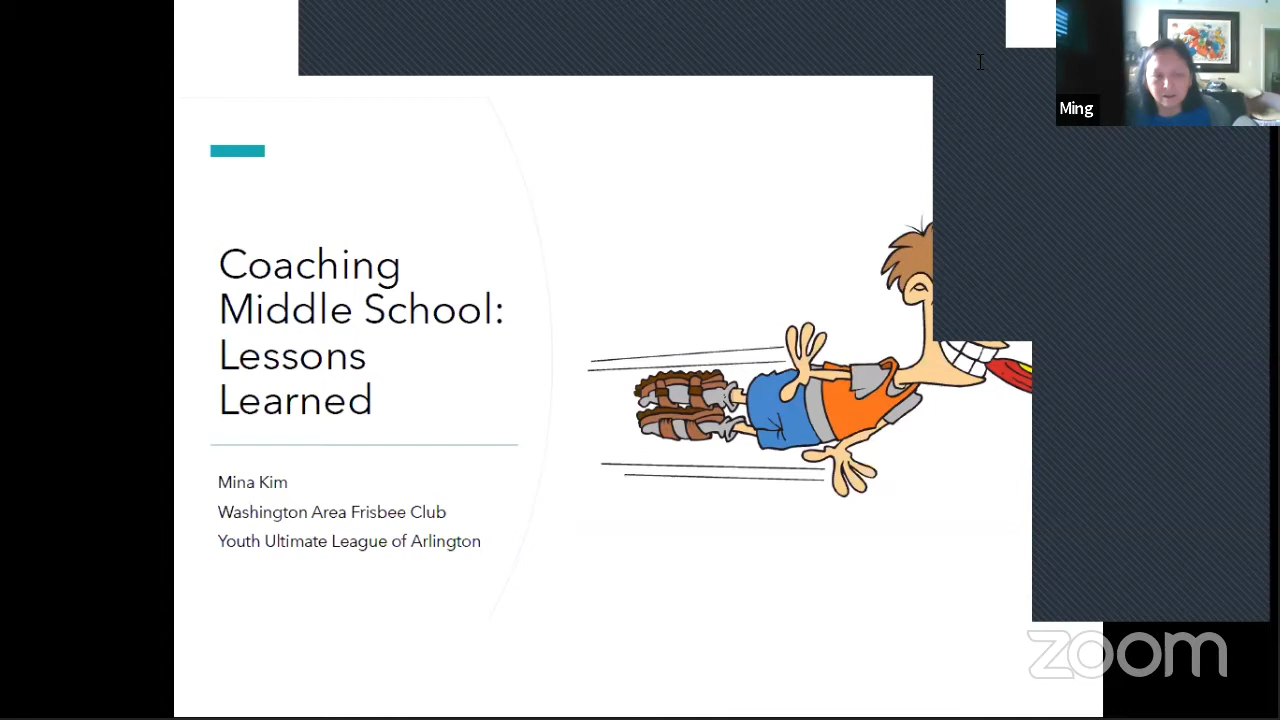 Ming
Coaching
Middle School:
Lessons
Learned
Mina Kim
Washington Area Frisbee Club
Youth Ultimate League of Arlington
zoom